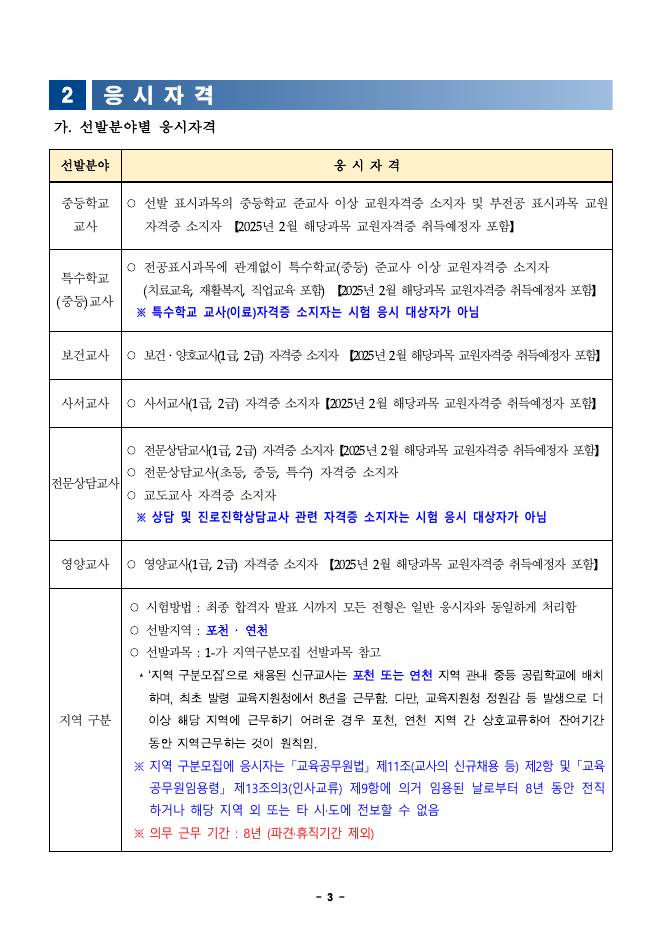 2 응 시 자 격
가. 선발분야별 응시자격
선발분야 응 시 자 격
중등학교
교사
○ 선발 표시과목의 중등학교 준교사 이상 교원자격증 소지자 및 부전공 표시과목 교원
자격증 소지자 【2025년 2월 해당과목 교원자격증 취득예정자 포함】
특수학교
(중등)교사
○ 전공표시과목에 관계없이 특수학교(중등) 준교사 이상 교원자격증 소지자
(치료교육, 재활복지, 직업교육 포함) 【2025년 2월 해당과목 교원자격증 취득예정자 포함】
※ 특수학교 교사(이료)자격증 소지자는 시험 응시 대상자가 아님
보건교사 ○ 보건·양호교사(1급, 2급) 자격증 소지자 【2025년 2월 해당과목 교원자격증 취득예정자 포함】
사서교사 ○ 사서교사(1급, 2급) 자격증 소지자【2025년 2월 해당과목 교원자격증 취득예정자 포함】
전문상담교사
○ 전문상담교사(1급, 2급) 자격증 소지자【2025년 2월 해당과목 교원자격증 취득예정자 포함】
○ 전문상담교사(초등, 중등, 특수) 자격증 소지자
○ 교도교사 자격증 소지자
※ 상담 및 진로진학상담교사 관련 자격증 소지자는 시험 응시 대상자가 아님
영양교사 ○ 영양교사(1급, 2급) 자격증 소지자 【2025년 2월 해당과목 교원자격증 취득예정자 포함】
지역 구분
○ 시험방법 : 최종 합격자 발표 시까지 모든 전형은 일반 응시자와 동일하게 처리함
○ 선발지역 : 포천 · 연천
○ 선발과목 : 1-가 지역구분모집 선발과목 참고
* ‘지역 구분모집’으로 채용된 신규교사는 포천 또는 연천 지역 관내 중등 공립학교에 배치
하며, 최초 발령 교육지원청에서 8년을 근무함. 다만, 교육지원청 정원감 등 발생으로 더
이상 해당 지역에 근무하기 어려운 경우 포천, 연천 지역 간 상호교류하여 잔여기간
동안 지역근무하는 것이 원칙임.
※ 지역 구분모집에 응시자는「교육공무원법」제11조(교사의 신규채용 등) 제2항 및「교육
공무원임용령」제13조의3(인사교류) 제9항에 의거 임용된 날로부터 8년 동안 전직
하거나 해당 지역 외 또는 타 시·도에 전보할 수 없음
※ 의무 근무 기간 : 8년 (파견·휴직기간 제외)
- 3 -